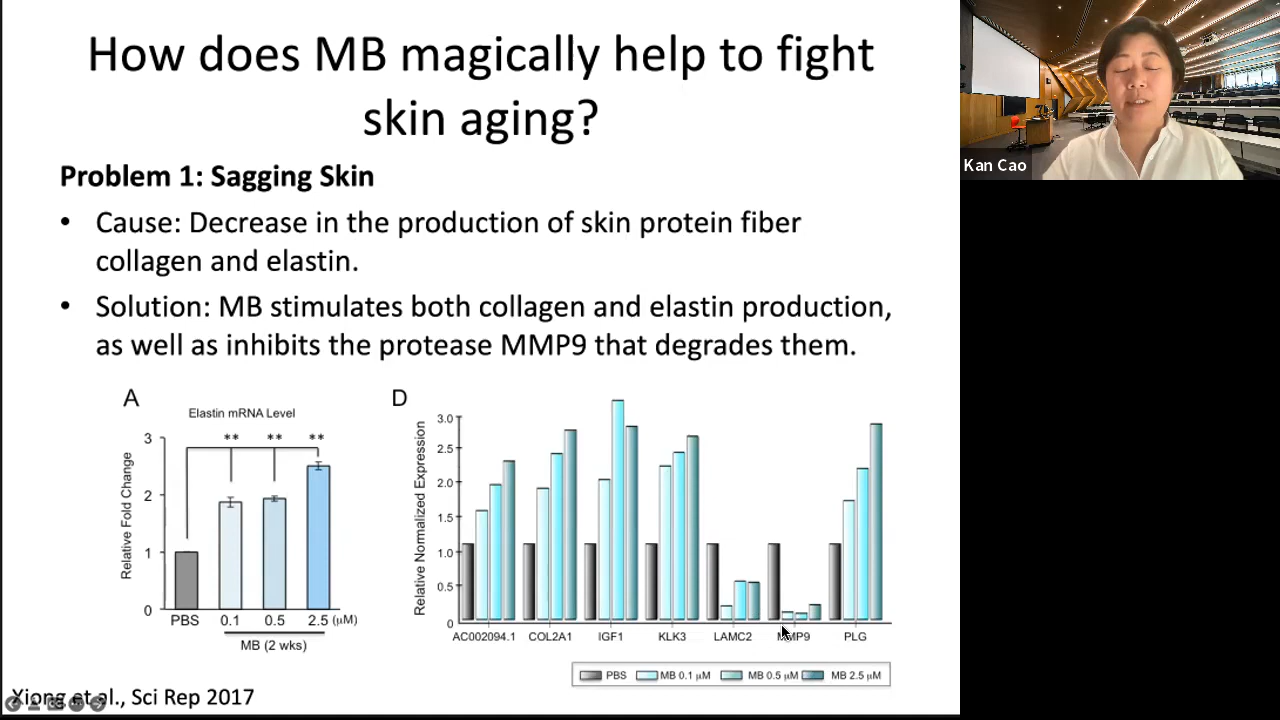 How does MB magically help to fight
skin aging?
Kan Cao
Problem 1: Sagging Skin
• Cause: Decrease in the production of skin protein fiber
collagen and elastin.
• Solution: MB stimulates both collagen and elastin production,
as well as inhibits the protease MMP9 that degrades them.
A
Elastin mRNA Level
Relative Fold Change
3
2
1
0
** ** **
PBS 0.1 0.5 2.5 (μM)
MB (2 wks)
D
Relative Normalized Expression
3.0
2.5
2.0
1.5
1.0
0.5
0
AC002094.1 COL2A1 IGF1 KLK3 LAMC2 MMP9 PLG
PBS MB 0.1 μM MB 0.5 μM MB 2.5 μM
Xiong et al., Sci Rep 2017